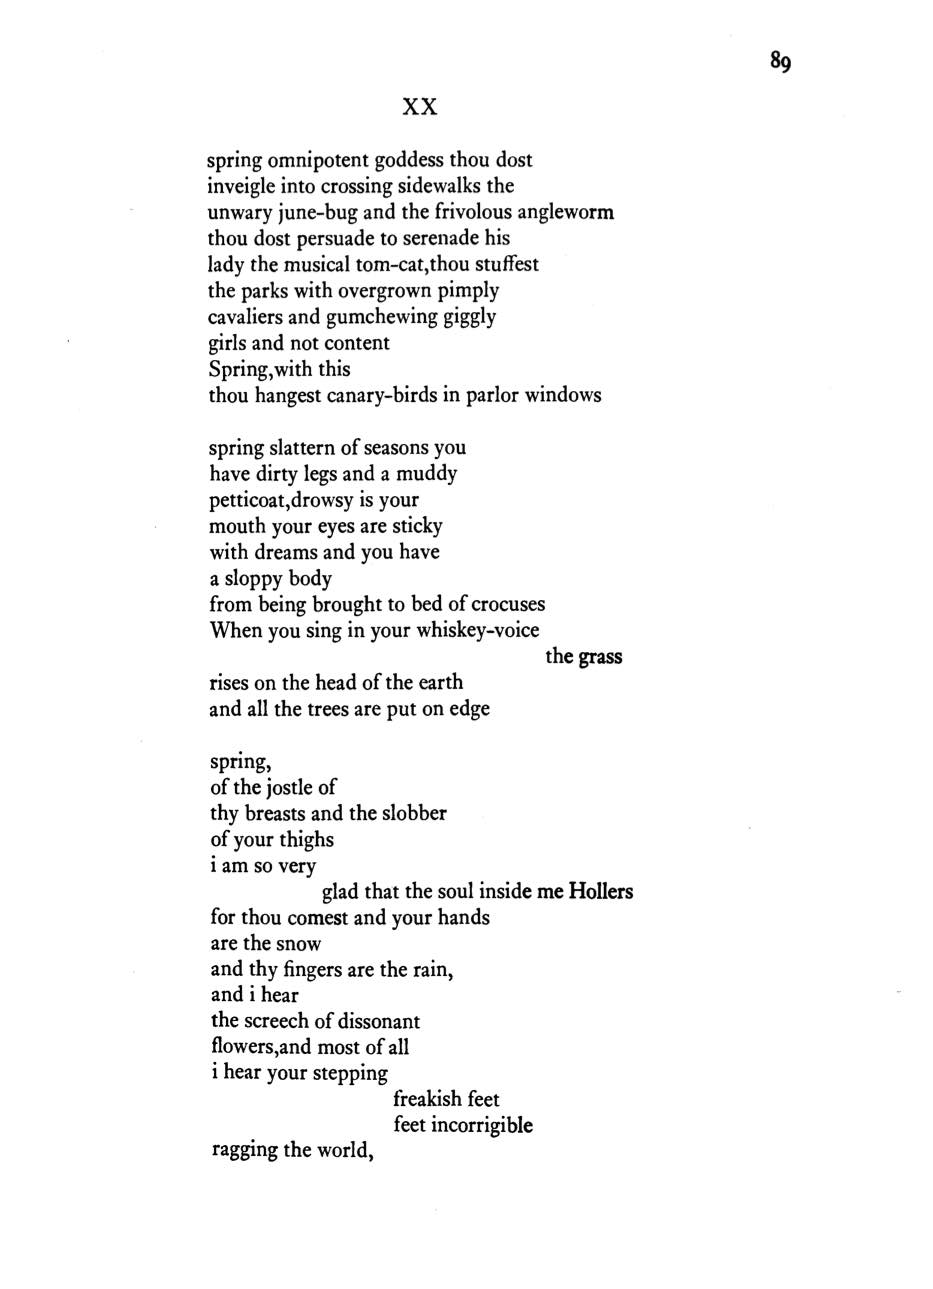 89
XX
spring omnipotent goddess thou dost
inveigle into crossing sidewalks the
unwary june-bug and the frivolous angleworm
thou dost persuade to serenade his
lady the musical tom-cat,thou stuffest
the parks with overgrown pimply
cavaliers and gumchewing giggly
girls and not content
Spring,with this
thou hangest canary-birds in parlor windows

spring slattern of seasons you
have dirty legs and a muddy
petticoat,drowsy is your
mouth your eyes are sticky
with dreams and you have
a sloppy body
from being brought to bed of crocuses
When you sing in your whiskey-voice
the grass
rises on the head of the earth
and all the trees are put on edge

spring,
of the jostle of
thy breasts and the slobber
of your thighs
i am so very
glad that the soul inside me Hollers
for thou comest and your hands
are the snow
and thy fingers are the rain,
and i hear
the screech of dissonant
flowers,and most of all
i hear your stepping
freakish feet
feet incorrigible
ragging the world,